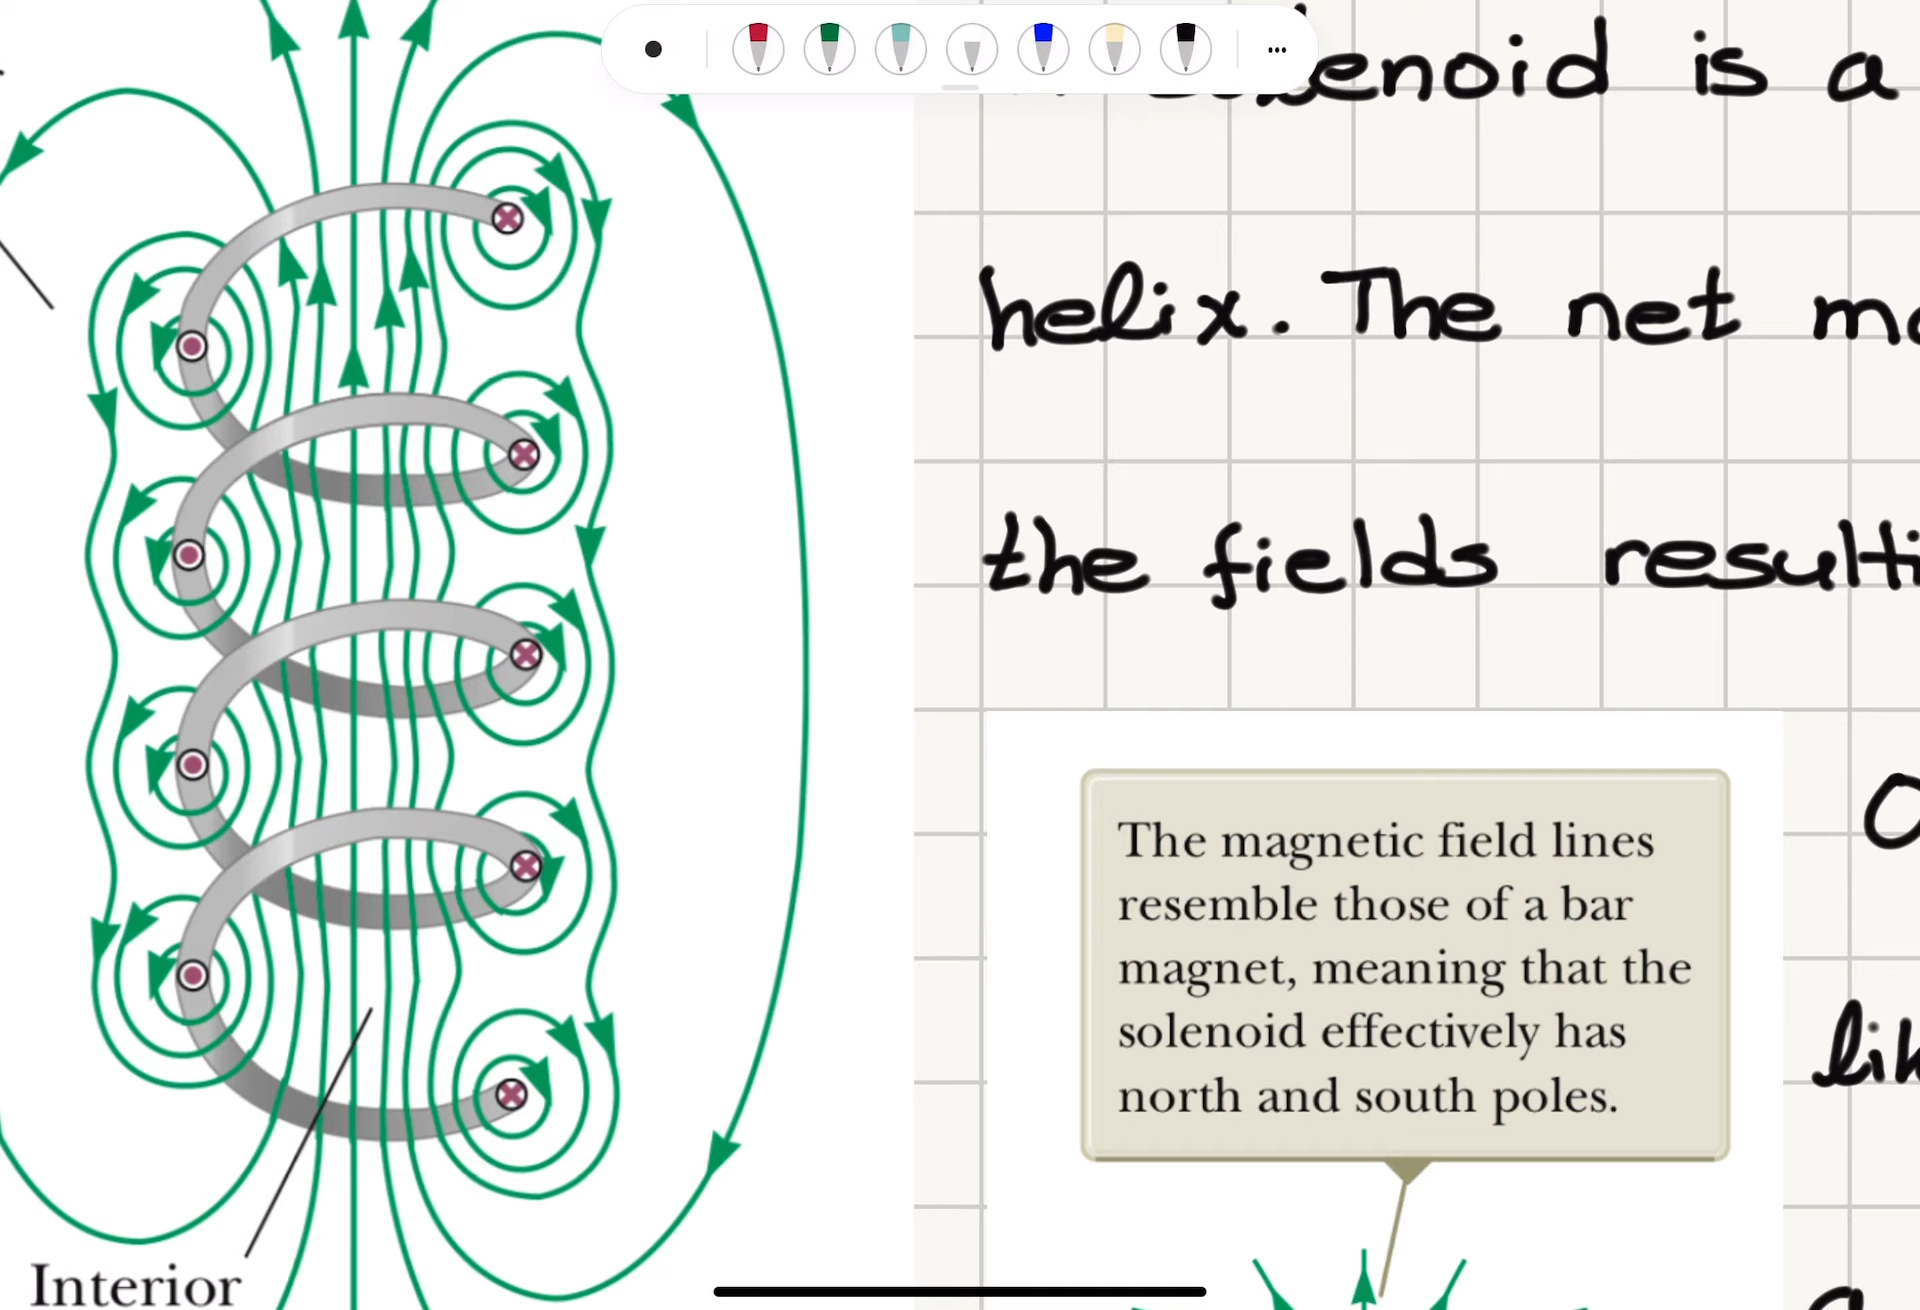 enoid is a
helix. The net
the fields
The magnetic field lines
resemble those of a bar
magnet, meaning that the
solenoid effectively has
north and south poles.
Interior